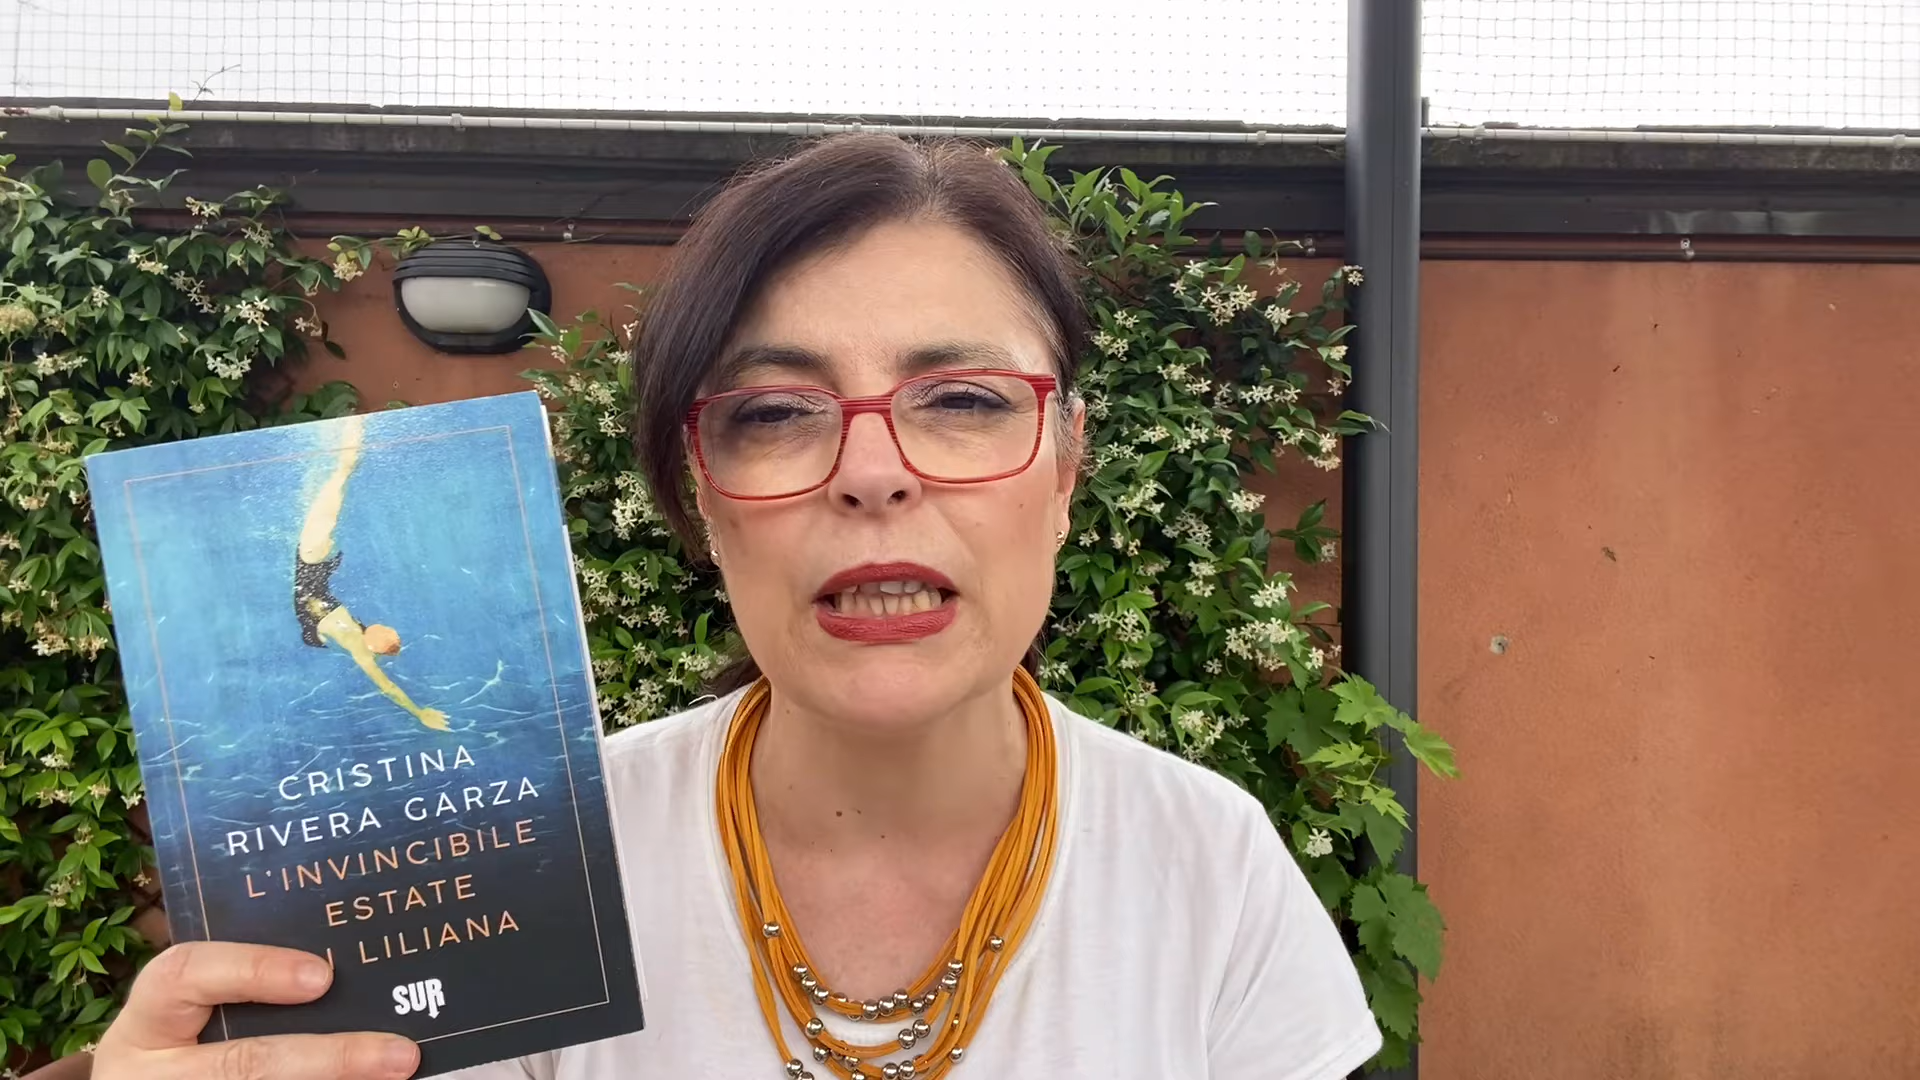 CRISTINA
RIVERA GARZA
L'INVINCIBILE
ESTATE
I LILIANA
SUR